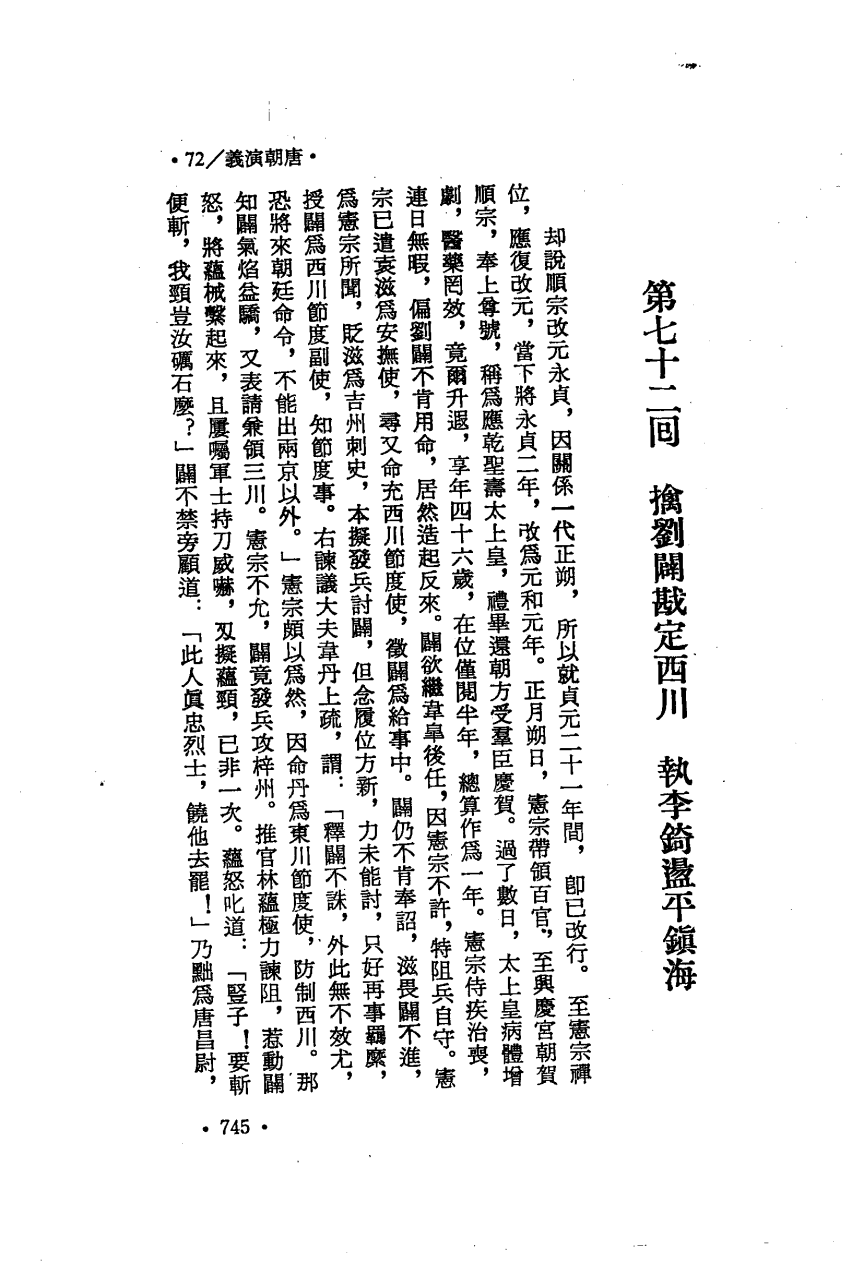 ・72／義演朝唐・
第七十二回　擒劉闢戡定西川　執李錡盪平鎭海
却說順宗改元永貞，因關係一代正朔，所以就貞元二十一年間，卽已改行。至憲宗禪
位，應復改元，當下將永貞二年，改爲元和元年。正月朔日，憲宗帶領百官，至興慶宮朝賀
順宗，奉上尊號，稱爲應乾聖壽太上皇，禮畢還朝方受羣臣慶賀。過了數日，太上皇病體增
劇，醫藥罔效，竟爾升遐，享年四十六歲，在位僅閱半年，總算作爲一年。憲宗侍疾治喪，
連日無暇，偏劉闢不肯用命，居然造起反來。闢欲繼韋皐後任，因憲宗不許，特阻兵自守。憲
宗已遣袁滋爲安撫使，尋又命充西川節度使，徵闢爲給事中。闢仍不肯奉詔，滋畏闢不進，
爲憲宗所聞，貶滋爲吉州刺史，本擬發兵討闢，但念履位方新，力未能討，只好再事羈縻，
授闢爲西川節度副使，知節度事。右諫議大夫韋丹上疏，謂：「釋闢不誅，外此無不效尤，
恐將來朝廷命令，不能出兩京以外。」憲宗頗以爲然，因命丹爲東川節度使，防制西川。那
知闢氣焰益驕，又表請兼領三川。憲宗不允，闢竟發兵攻梓州。推官林蘊極力諫阻，惹動闢
怒，將蘊械繫起來，且屢囑軍士持刀威嚇，刄擬蘊頸，已非一次。蘊怒叱道：「豎子！要斬
便斬，我頸豈汝礪石麼？」闢不禁旁顧道：「此人眞忠烈士，饒他去罷！」乃黜爲唐昌尉，
・745・